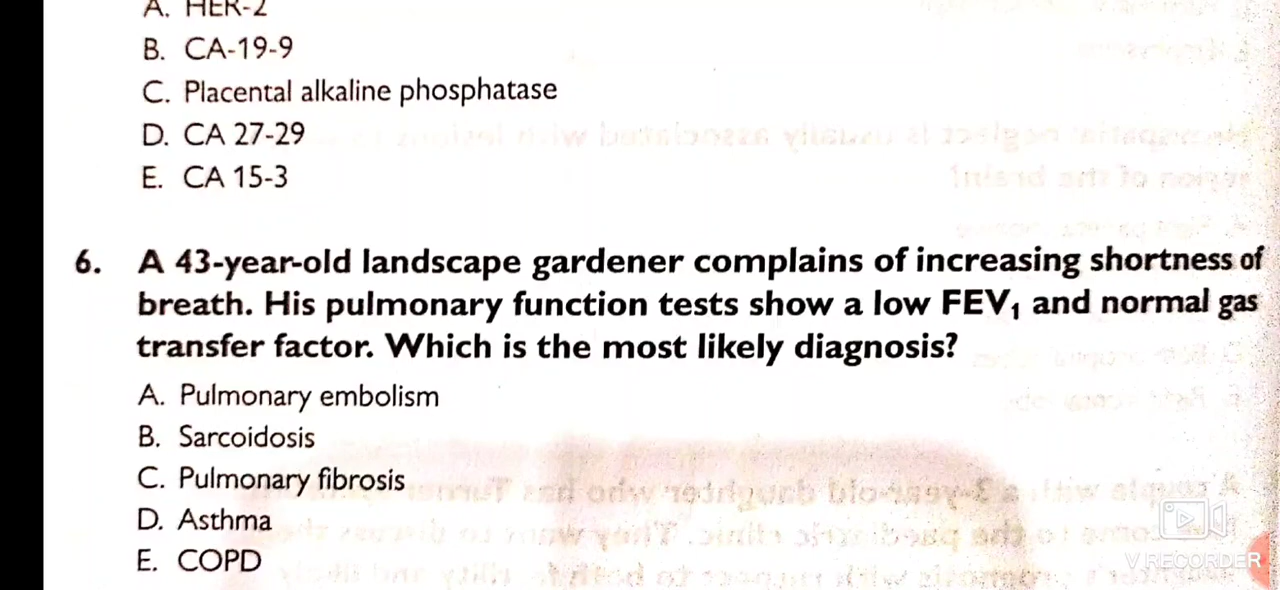 A. HER-2
B. CA-19-9
C. Placental alkaline phosphatase
D. CA 27-29
E. CA 15-3
6. A 43-year-old landscape gardener complains of increasing shortness of
breath. His pulmonary function tests show a low FEV₁ and normal gas
transfer factor. Which is the most likely diagnosis?
A. Pulmonary embolism
B. Sarcoidosis
C. Pulmonary fibrosis
D. Asthma
E. COPD
V RECORDER